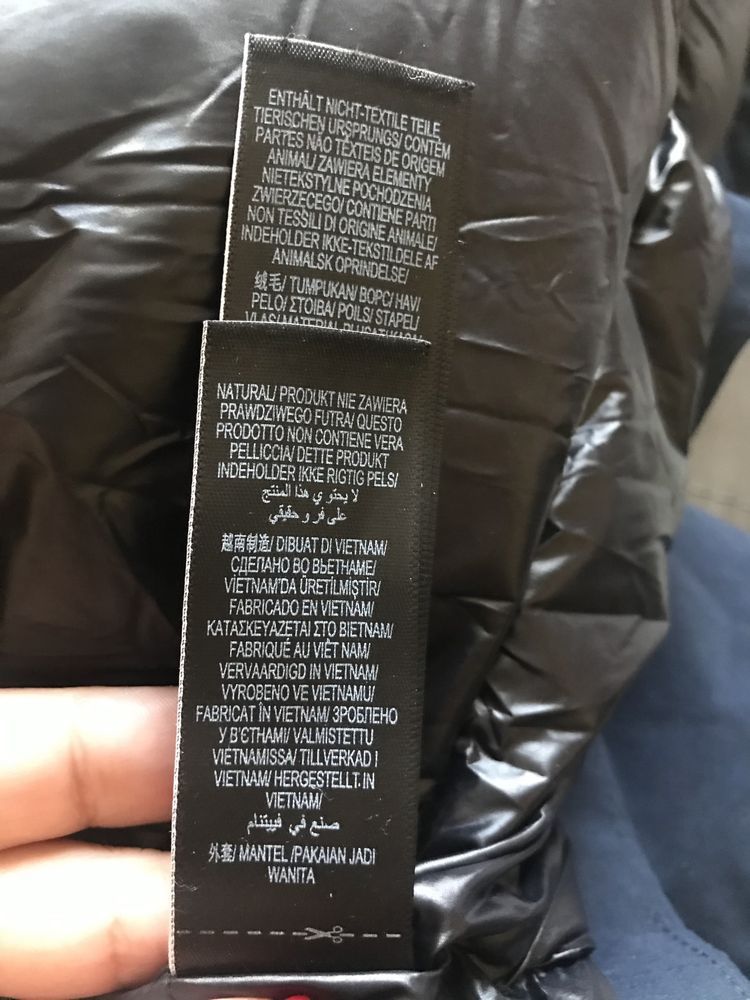 ENTHÄLT NICHT-TEXTILE TEILE
TIERISCHEN URSPRUNGS/ CONTÉM
PARTES NÃO TÊXTEIS DE ORIGEM
ANIMAL/ ZAWIERA ELEMENTY
NIETEKSTYLNE POCHODZENIA
ZWIERZĘCEGO/ CONTIENE PARTI
NON TESSILI DI ORIGINE ANIMALE/
INDEHOLDER IKKE-TEKSTILDELE AF
ANIMALSK OPRINDELSE/
绒毛/ TUMPUKAN/ ВОРС/ HAV/
PELO/ ΣΤΟΙΒΑ/ POILS/ STAPEL/
NATURAL/ PRODUKT NIE ZAWIERA
PRAWDZIWEGO FUTRA/ QUESTO
PRODOTTO NON CONTIENE VERA
PELLICCIA/ DETTE PRODUKT
INDEHOLDER IKKE RIGTIG PELS/
لا يحتوي هذا المنتج
على فر و حقيقي
越南制造/ DIBUAT DI VIETNAM/
СДЕЛАНО ВО ВЬЕТНАМЕ/
VİETNAM'DA ÜRETİLMİŞTİR/
FABRICADO EN VIETNAM/
ΚΑΤΑΣΚΕΥΑΖΕΤΑΙ ΣΤΟ ΒΙΕΤΝΑΜ/
FABRIQUÉ AU VIÊT NAM/
VERVAARDIGD IN VIETNAM/
VYROBENO VE VIETNAMU/
FABRICAT ÎN VIETNAM/ ЗРОБЛЕНО
У В'ЄТНАМІ/ VALMISTETTU
VIETNAMISSA/ TILLVERKAD I
VIETNAM/ HERGESTELLT IN
VIETNAM/
صنع في فييتنام
外套/ MANTEL /PAKAIAN JADI
WANITA